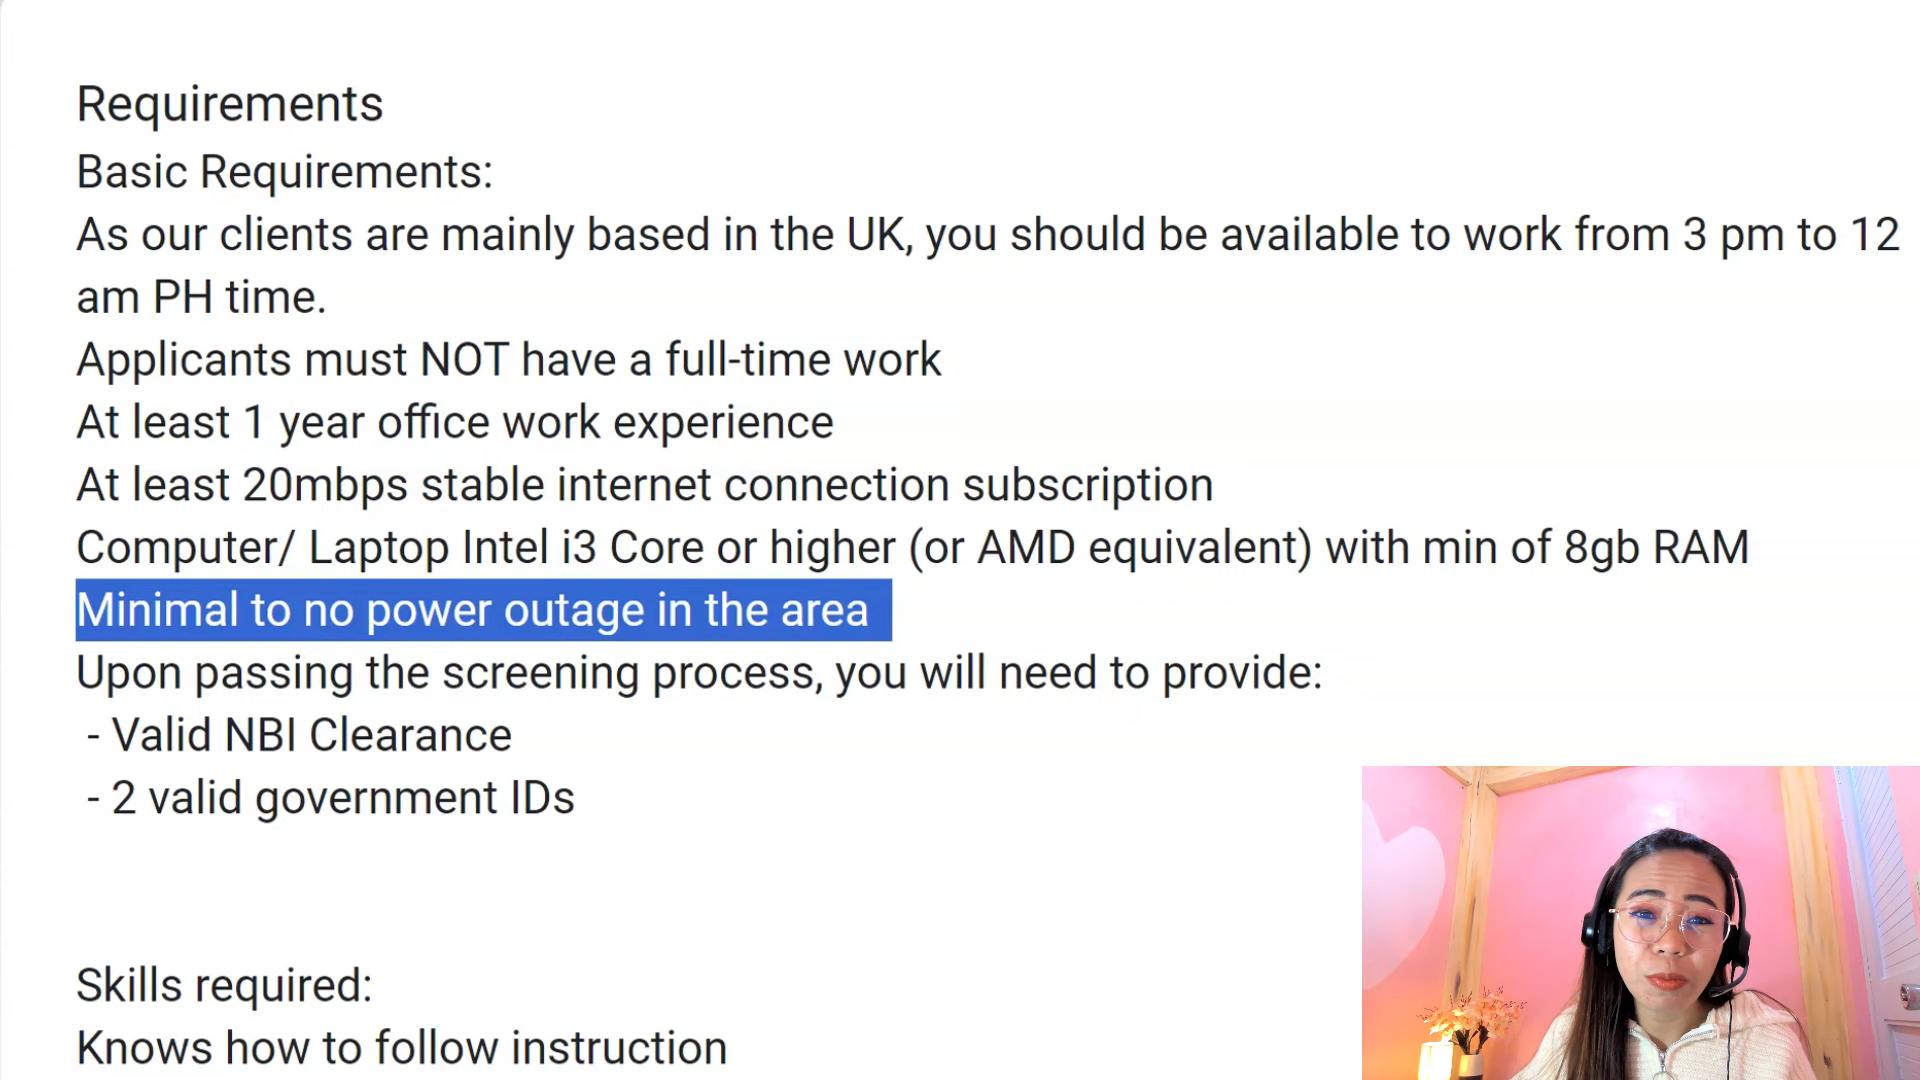 Requirements
Basic Requirements:
As our clients are mainly based in the UK, you should be available to work from 3 pm to 12
am PH time.
Applicants must NOT have a full-time work
At least 1 year office work experience
At least 20mbps stable internet connection subscription
Computer/ Laptop Intel i3 Core or higher (or AMD equivalent) with min of 8gb RAM
Minimal to no power outage in the area
Upon passing the screening process, you will need to provide:
- Valid NBI Clearance
- 2 valid government IDs
Skills required:
Knows how to follow instruction